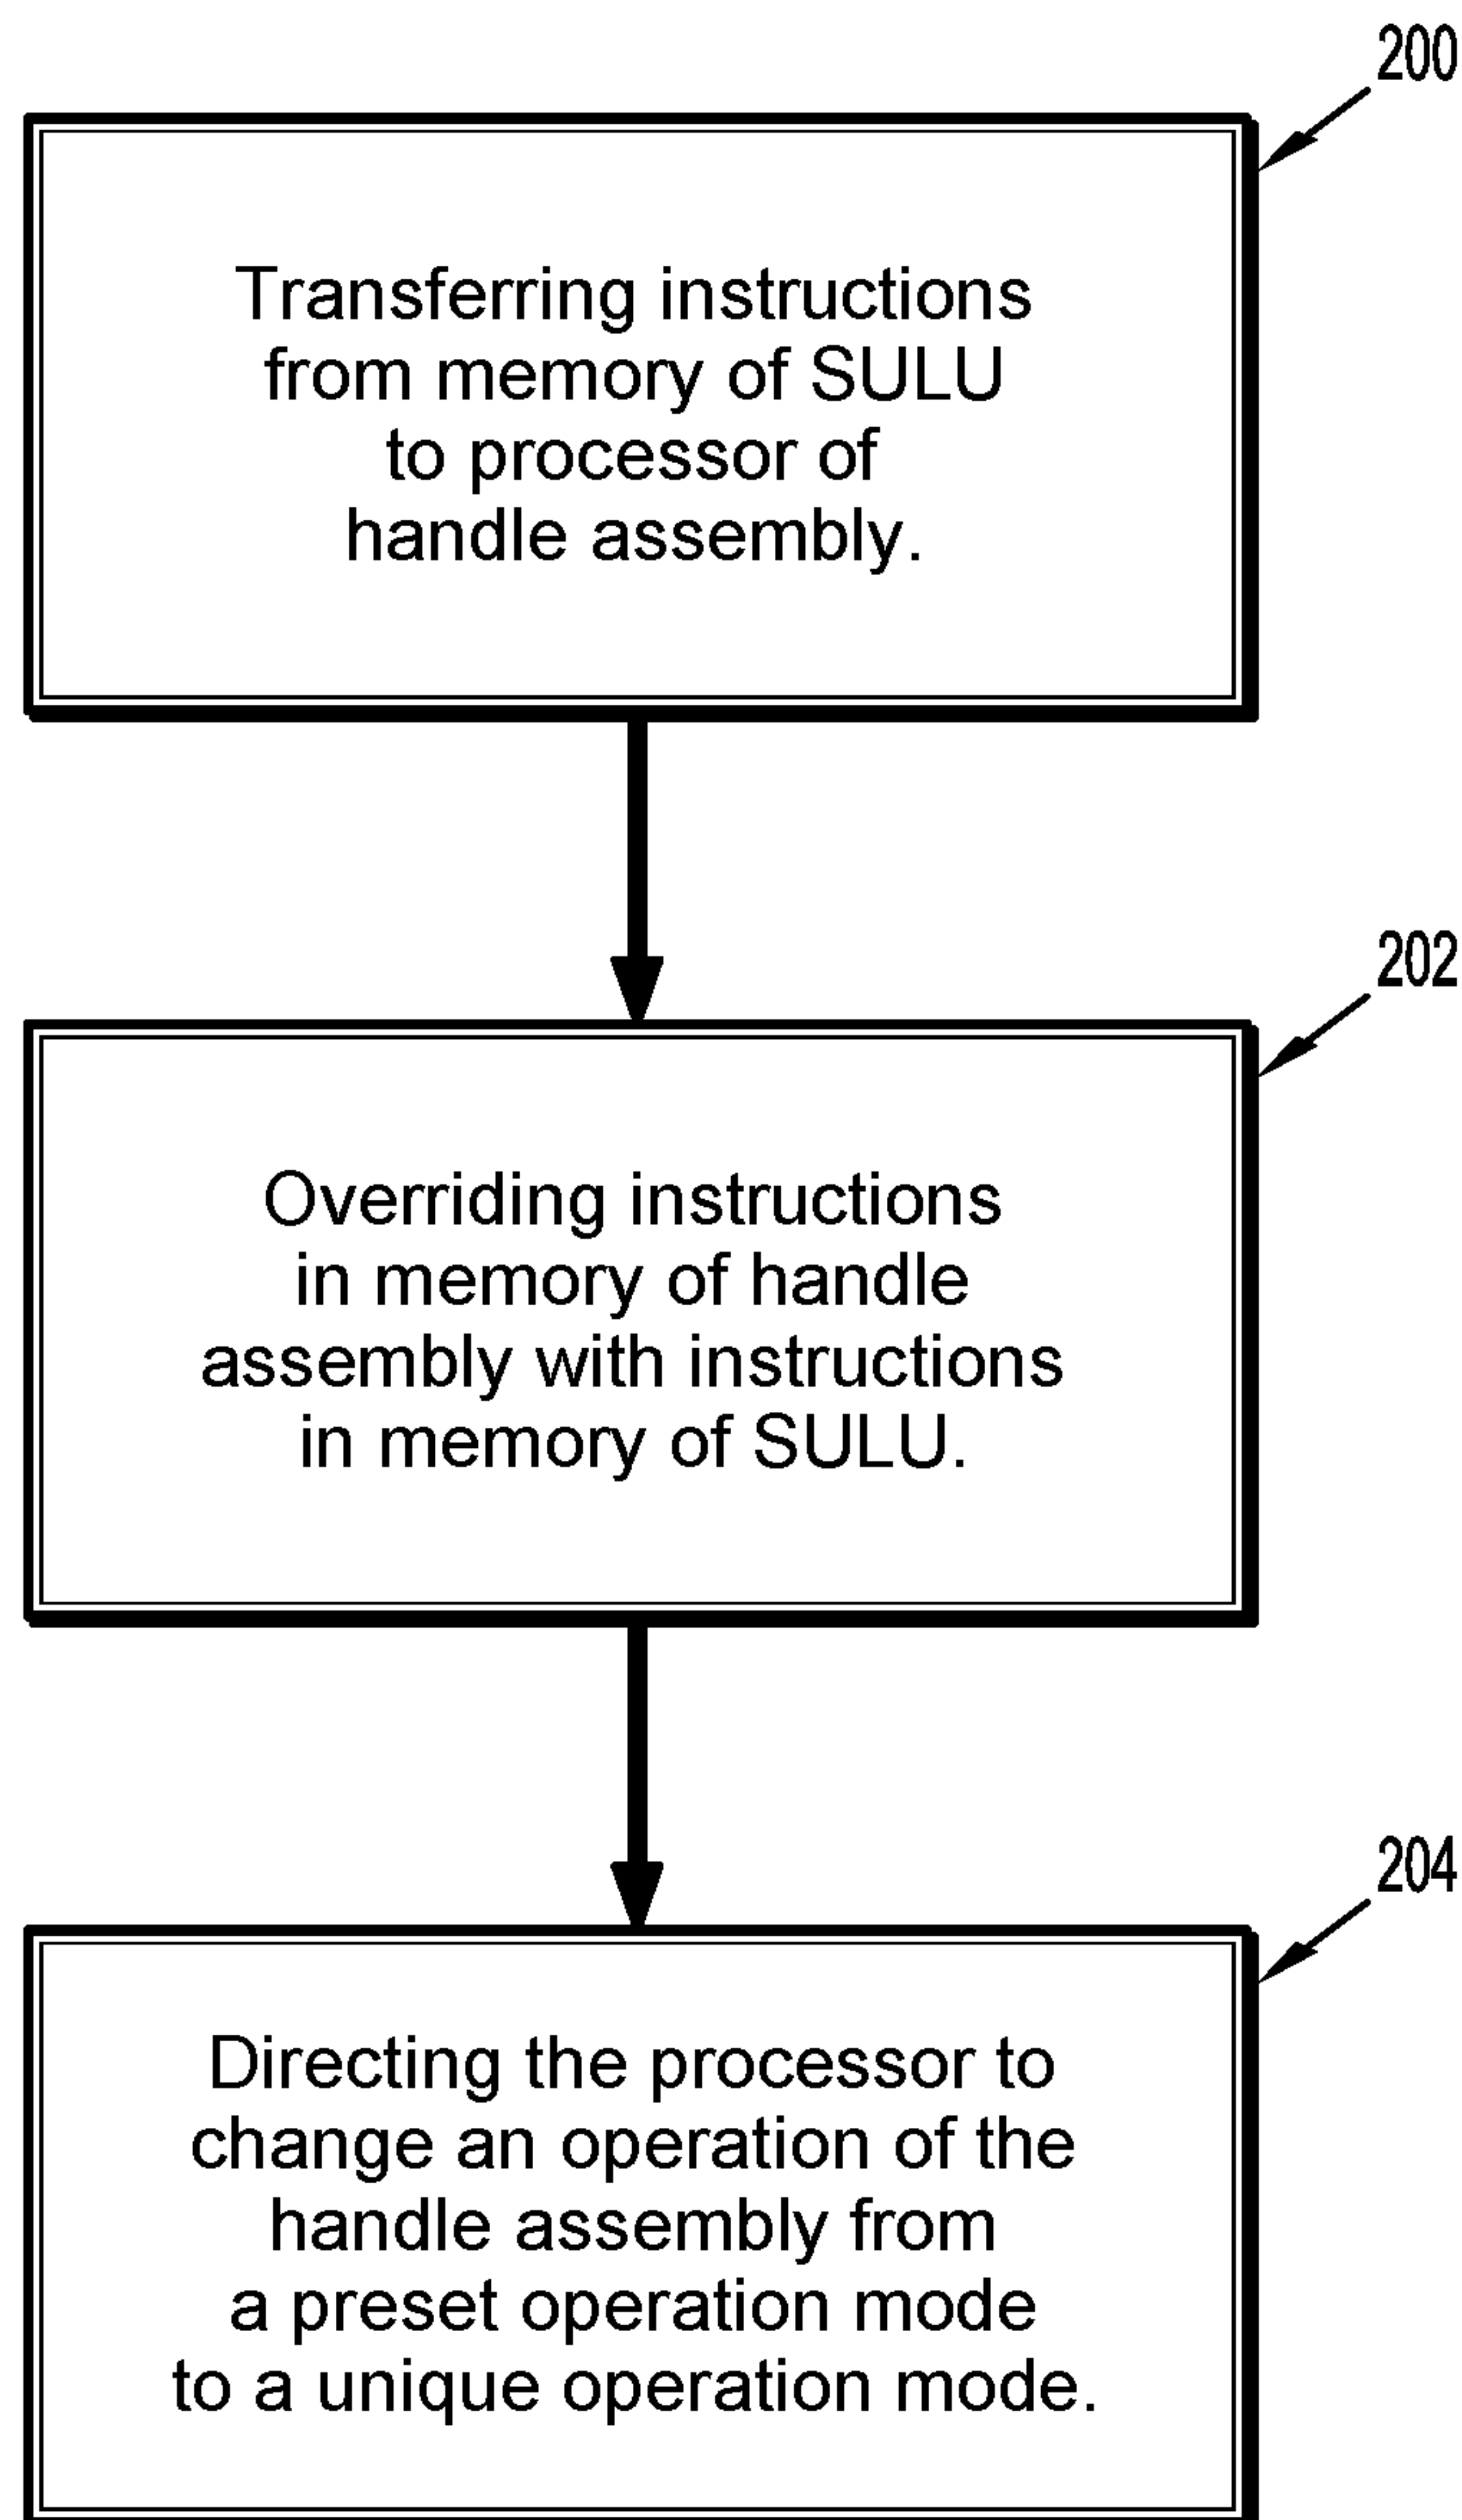 200
Transferring instructions
from memory of SULU
to processor of
handle assembly.
202
Overriding instructions
in memory of handle
assembly with instructions
in memory of SULU.
204
Directing the processor to
change an operation of the
handle assembly from
a preset operation mode
to a unique operation mode.